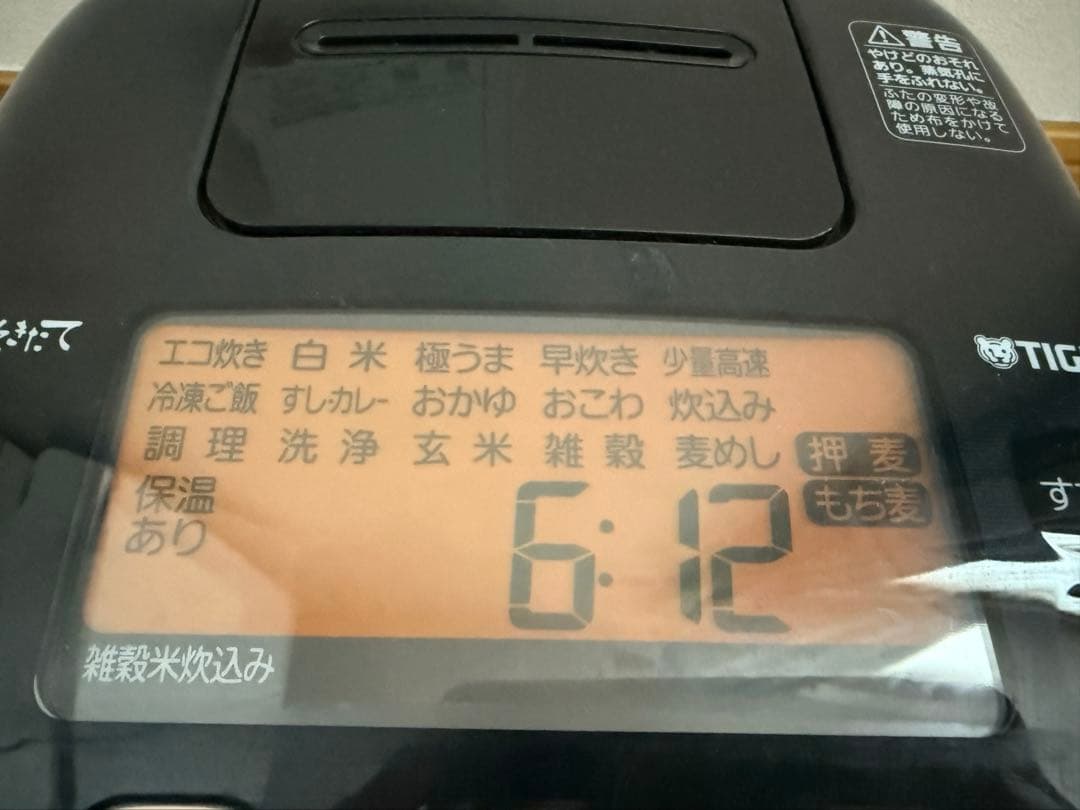 警告
やけどのおそれ
あり。蒸気孔に
手をふれない。
ふたの変形や故
障の原因になる
ため布をかけて
使用しない。
きたて
TIG
エコ炊き 白米 極うま 早炊き 少量高速
冷凍ご飯 すし・カレー おかゆ おこわ 炊込み
調理 洗浄 玄米 雑穀 麦めし 押麦
保温 もち麦
あり 6:12
す
雑穀米炊込み